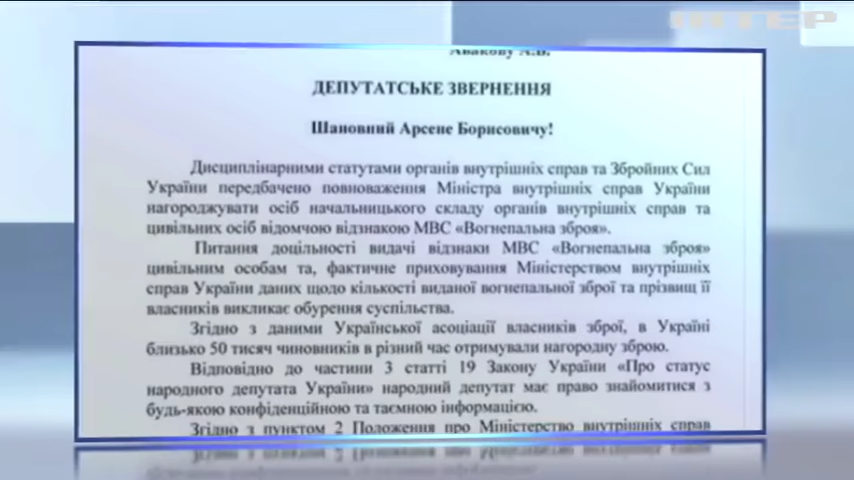 ІНТЕР
Авакову А.Б.
ДЕПУТАТСЬКЕ ЗВЕРНЕННЯ
Шановний Арсене Борисовичу!
Дисциплінарними статутами органів внутрішніх справ та Збройних Сил
України передбачено повноваження Міністра внутрішніх справ України
нагороджувати осіб начальницького складу органів внутрішніх справ та
цивільних осіб відомчою відзнакою МВС «Вогнепальна зброя».
Питання доцільності видачі відзнаки МВС «Вогнепальна зброя»
цивільним особам та, фактичне приховування Міністерством внутрішніх
справ України даних щодо кількості виданої вогнепальної зброї та прізвищ її
власників викликає обурення суспільства.
Згідно з даними Української асоціації власників зброї, в Україні
близько 50 тисяч чиновників в різний час отримували нагородну зброю.
Відповідно до частини 3 статті 19 Закону України «Про статус
народного депутата України» народний депутат має право знайомитися з
будь-якою конфіденційною та таємною інформацією.
Згідно з пунктом 2 Положення про Міністерство внутрішніх справ